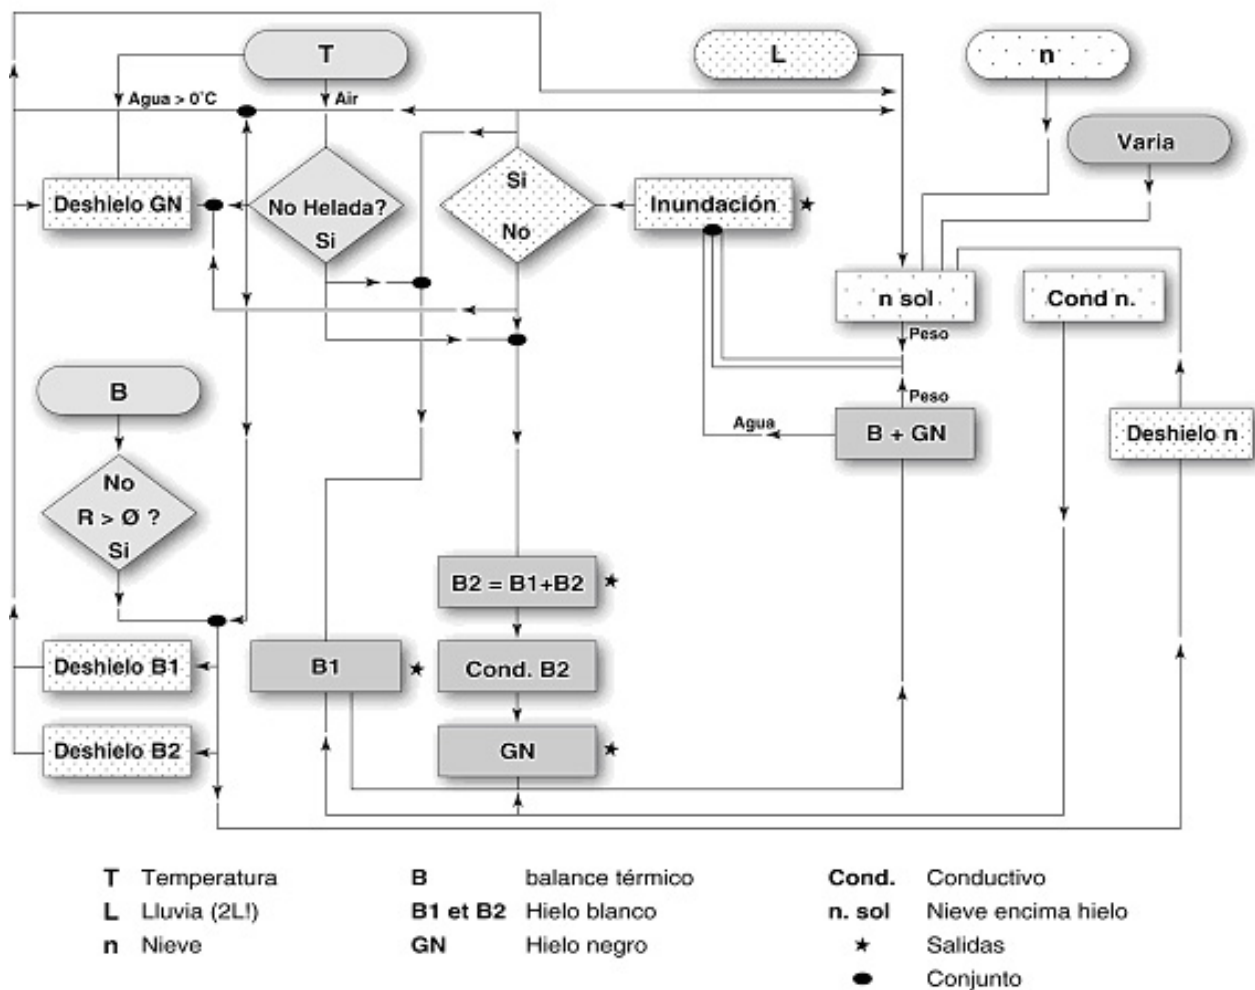 T
L
n
Agua > 0°C
Air
Varia
Deshielo GN
No Helada?
Si
Si
No
Inundación
n sol
Cond n.
Peso
B
Peso
Agua
B + GN
Deshielo n
No
R > Ø ?
Si
B2 = B1+B2
Deshielo B1
B1
Cond. B2
Deshielo B2
GN
T Temperatura
L Lluvia (2L!)
n Nieve
B balance térmico
B1 et B2 Hielo blanco
GN Hielo negro
Cond. Conductivo
n. sol Nieve encima hielo
★ Salidas
Conjunto